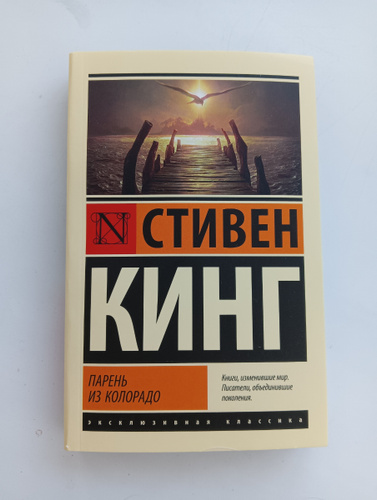 N
СТИВЕН
КИНГ
ПАРЕНЬ
ИЗ КОЛОРАДО
Книги, изменившие мир.
Писатели, объединившие
поколения.
ЭКСКЛЮЗИВНАЯ КЛАССИКА